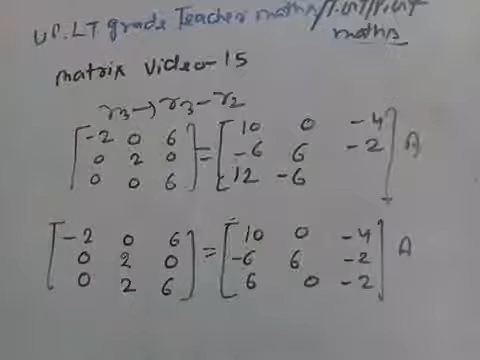 UP.LT grade Teacher maths/T.GT/P.GT
maths
matrix video-15
r3→r3-r2
[-2 0 6 = [10 0 -4
0 2 0 -6 6 -2 A
0 0 6] 12 -6 ]
[-2 0 6 = [10 0 -4
0 2 0 -6 6 -2 A
0 2 6] 6 0 -2]